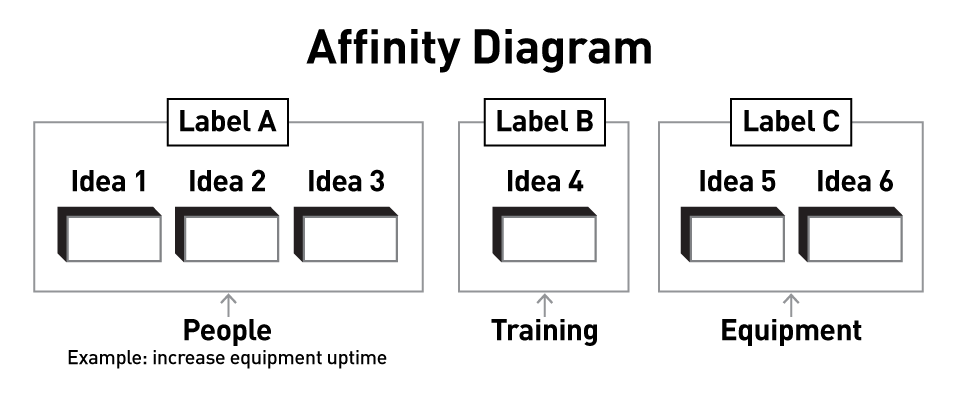 Affinity Diagram
Label A
Idea 1
Idea 2
Idea 3
People
Example: increase equipment uptime
Label B
Idea 4
Training
Label C
Idea 5
Idea 6
Equipment